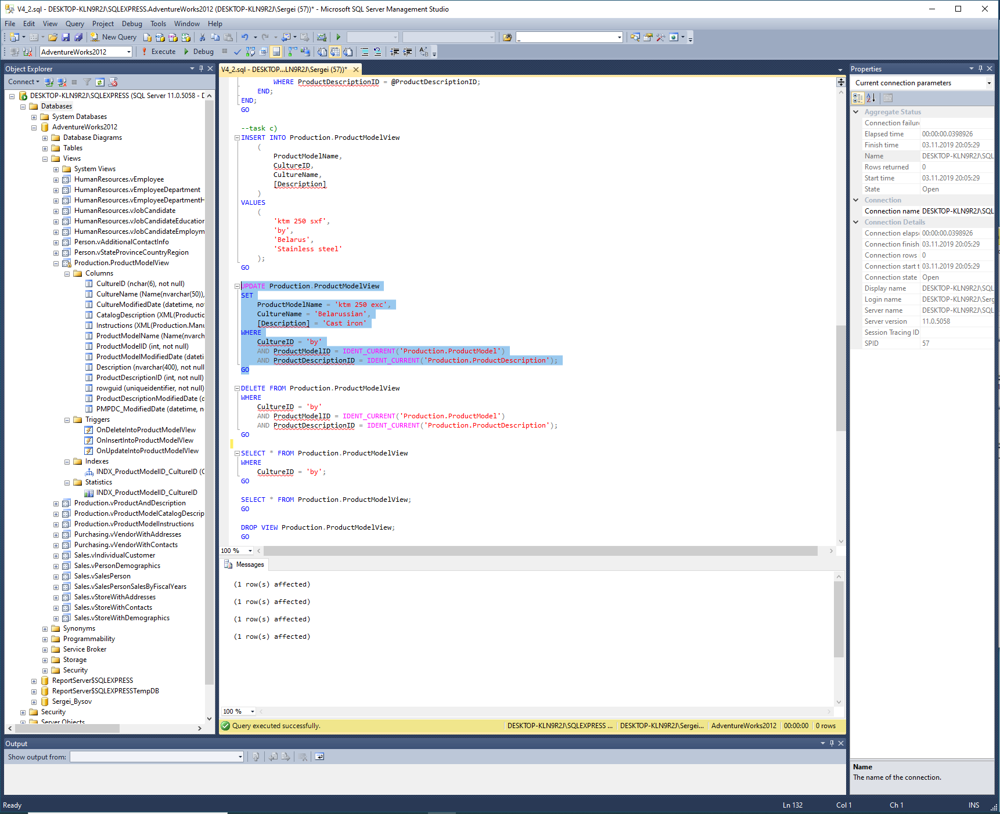 V4_2.sql - DESKTOP-KLN9R2J\SQLEXPRESS.AdventureWorks2012 (DESKTOP-KLN9R2J\Sergei (57))* - Microsoft SQL Server Management Studio
File Edit View Query Project Debug Tools Window Help
New Query
AdventureWorks2012 Execute Debug
Object Explorer
Connect
DESKTOP-KLN9R2J\SQLEXPRESS (SQL Server 11.0.5058 - D
Databases
System Databases
AdventureWorks2012
Database Diagrams
Tables
Views
System Views
HumanResources.vEmployee
HumanResources.vEmployeeDepartment
HumanResources.vEmployeeDepartmentH
HumanResources.vJobCandidate
HumanResources.vJobCandidateEducation
HumanResources.vJobCandidateEmploym
Person.vAdditionalContactInfo
Person.vStateProvinceCountryRegion
Production.ProductModelView
Columns
CultureID (nchar(6), not null)
CultureName (Name(nvarchar(50)),
CultureModifiedDate (datetime, no
CatalogDescription (XML(Productio
Instructions (XML(Production.Manu
ProductModelName (Name(nvarch
ProductModelID (int, not null)
ProductModelModifiedDate (dateti
Description (nvarchar(400), not null
ProductDescriptionID (int, not null)
rowguid (uniqueidentifier, not null)
ProductDescriptionModifiedDate (d
PMPDC_ModifiedDate (datetime, n
Triggers
OnDeleteIntoProductModelVIew
OnInsertIntoProductModelVIew
OnUpdateIntoProductModelVIew
Indexes
INDX_ProductModelID_CultureID (C
Statistics
INDX_ProductModelID_CultureID
Production.vProductAndDescription
Production.vProductModelCatalogDescrip
Production.vProductModelInstructions
Purchasing.vVendorWithAddresses
Purchasing.vVendorWithContacts
Sales.vIndividualCustomer
Sales.vPersonDemographics
Sales.vSalesPerson
Sales.vSalesPersonSalesByFiscalYears
Sales.vStoreWithAddresses
Sales.vStoreWithContacts
Sales.vStoreWithDemographics
Synonyms
Programmability
Service Broker
Storage
Security
ReportServer$SQLEXPRESS
ReportServer$SQLEXPRESSTempDB
Sergei_Bysov
Security
Server Objects
V4_2.sql - DESKTOP...LN9R2J\Sergei (57))*
WHERE ProductDescriptionID = @ProductDescriptionID;
END;
END;
GO
--task c)
INSERT INTO Production.ProductModelView
(
ProductModelName,
CultureID,
CultureName,
[Description]
)
VALUES
(
'ktm 250 sxf',
'by',
'Belarus',
'Stainless steel'
);
GO
UPDATE Production.ProductModelView
SET
ProductModelName = 'ktm 250 exc',
CultureName = 'Belarussian',
[Description] = 'Cast iron'
WHERE
CultureID = 'by'
AND ProductModelID = IDENT_CURRENT('Production.ProductModel')
AND ProductDescriptionID = IDENT_CURRENT('Production.ProductDescription');
GO
DELETE FROM Production.ProductModelView
WHERE
CultureID = 'by'
AND ProductModelID = IDENT_CURRENT('Production.ProductModel')
AND ProductDescriptionID = IDENT_CURRENT('Production.ProductDescription');
GO
SELECT * FROM Production.ProductModelView
WHERE
CultureID = 'by';
GO
SELECT * FROM Production.ProductModelView;
GO
DROP VIEW Production.ProductModelView;
GO
100 %
Messages
(1 row(s) affected)
(1 row(s) affected)
(1 row(s) affected)
(1 row(s) affected)
100 %
Query executed successfully. DESKTOP-KLN9R2J\SQLEXPRESS ... DESKTOP-KLN9R2J\Sergei... AdventureWorks2012 00:00:00 0 rows
Properties
Current connection parameters
Aggregate Status
Connection failure
Elapsed time 00:00:00.0398926
Finish time 03.11.2019 20:05:29
Name DESKTOP-KLN9R2J\SQL
Rows returned 0
Start time 03.11.2019 20:05:29
State Open
Connection
Connection name DESKTOP-KLN9R2J\SQL
Connection Details
Connection elapse 00:00:00.0398926
Connection finish 03.11.2019 20:05:29
Connection rows 0
Connection start t 03.11.2019 20:05:29
Connection state Open
Display name DESKTOP-KLN9R2J\SQL
Login name DESKTOP-KLN9R2J\Serg
Server name DESKTOP-KLN9R2J\SQL
Server version 11.0.5058
Session Tracing ID
SPID 57
Name
The name of the connection.
Output
Show output from:
Ready Ln 132 Col 1 Ch 1 INS